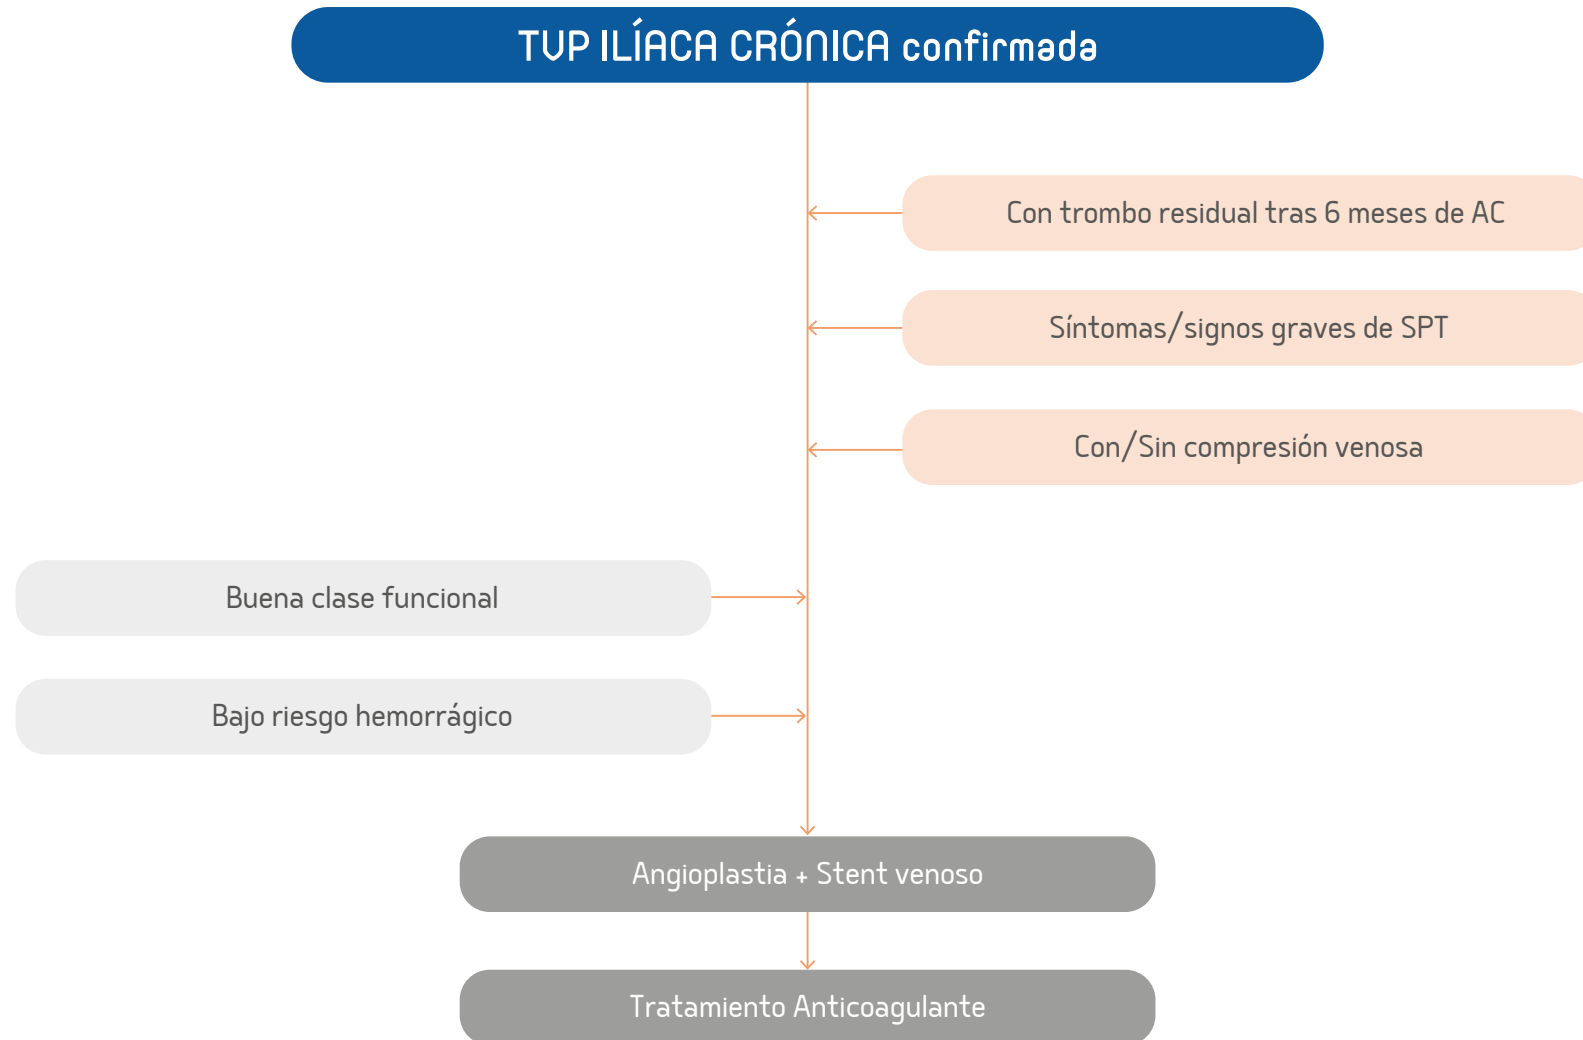 TVP ILÍACA CRÓNICA confirmada
Con trombo residual tras 6 meses de AC
Síntomas/signos graves de SPT
Con/Sin compresión venosa
Buena clase funcional
Bajo riesgo hemorrágico
Angioplastia + Stent venoso
Tratamiento Anticoagulante